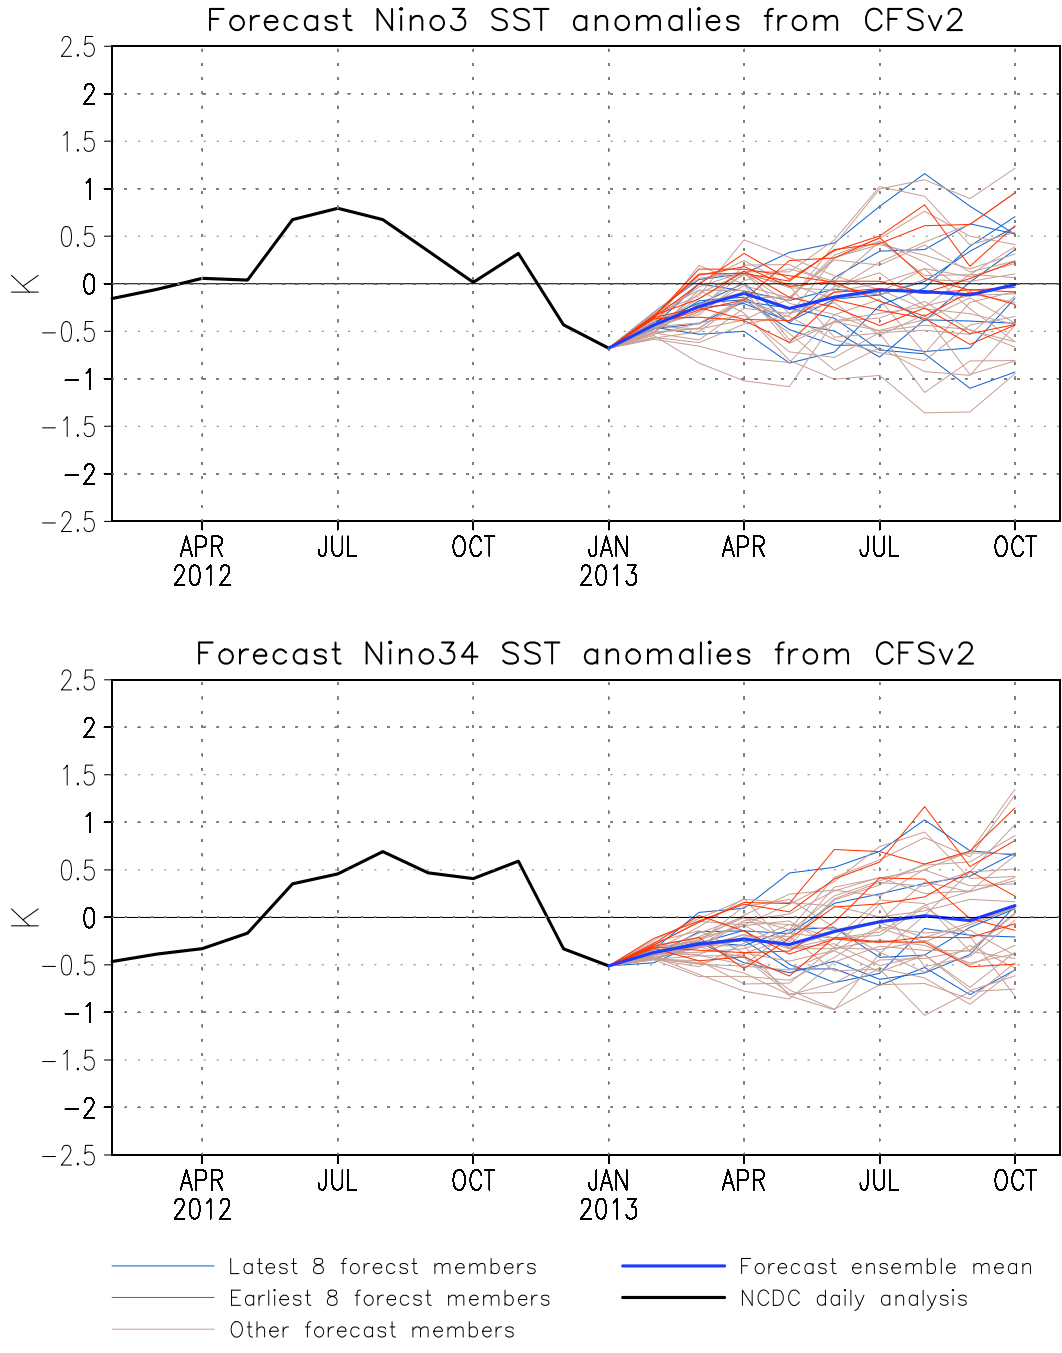 Forecast Nino3 SST anomalies from CFSv2
2.5
2
1.5
1
0.5
0
−0.5
−1
−1.5
−2
−2.5
K
APR JUL OCT JAN APR JUL OCT
2012 2013
Forecast Nino34 SST anomalies from CFSv2
2.5
2
1.5
1
0.5
0
−0.5
−1
−1.5
−2
−2.5
K
APR JUL OCT JAN APR JUL OCT
2012 2013
Latest 8 forecst members Forecast ensemble mean
Earliest 8 forecst members NCDC daily analysis
Other forecast members